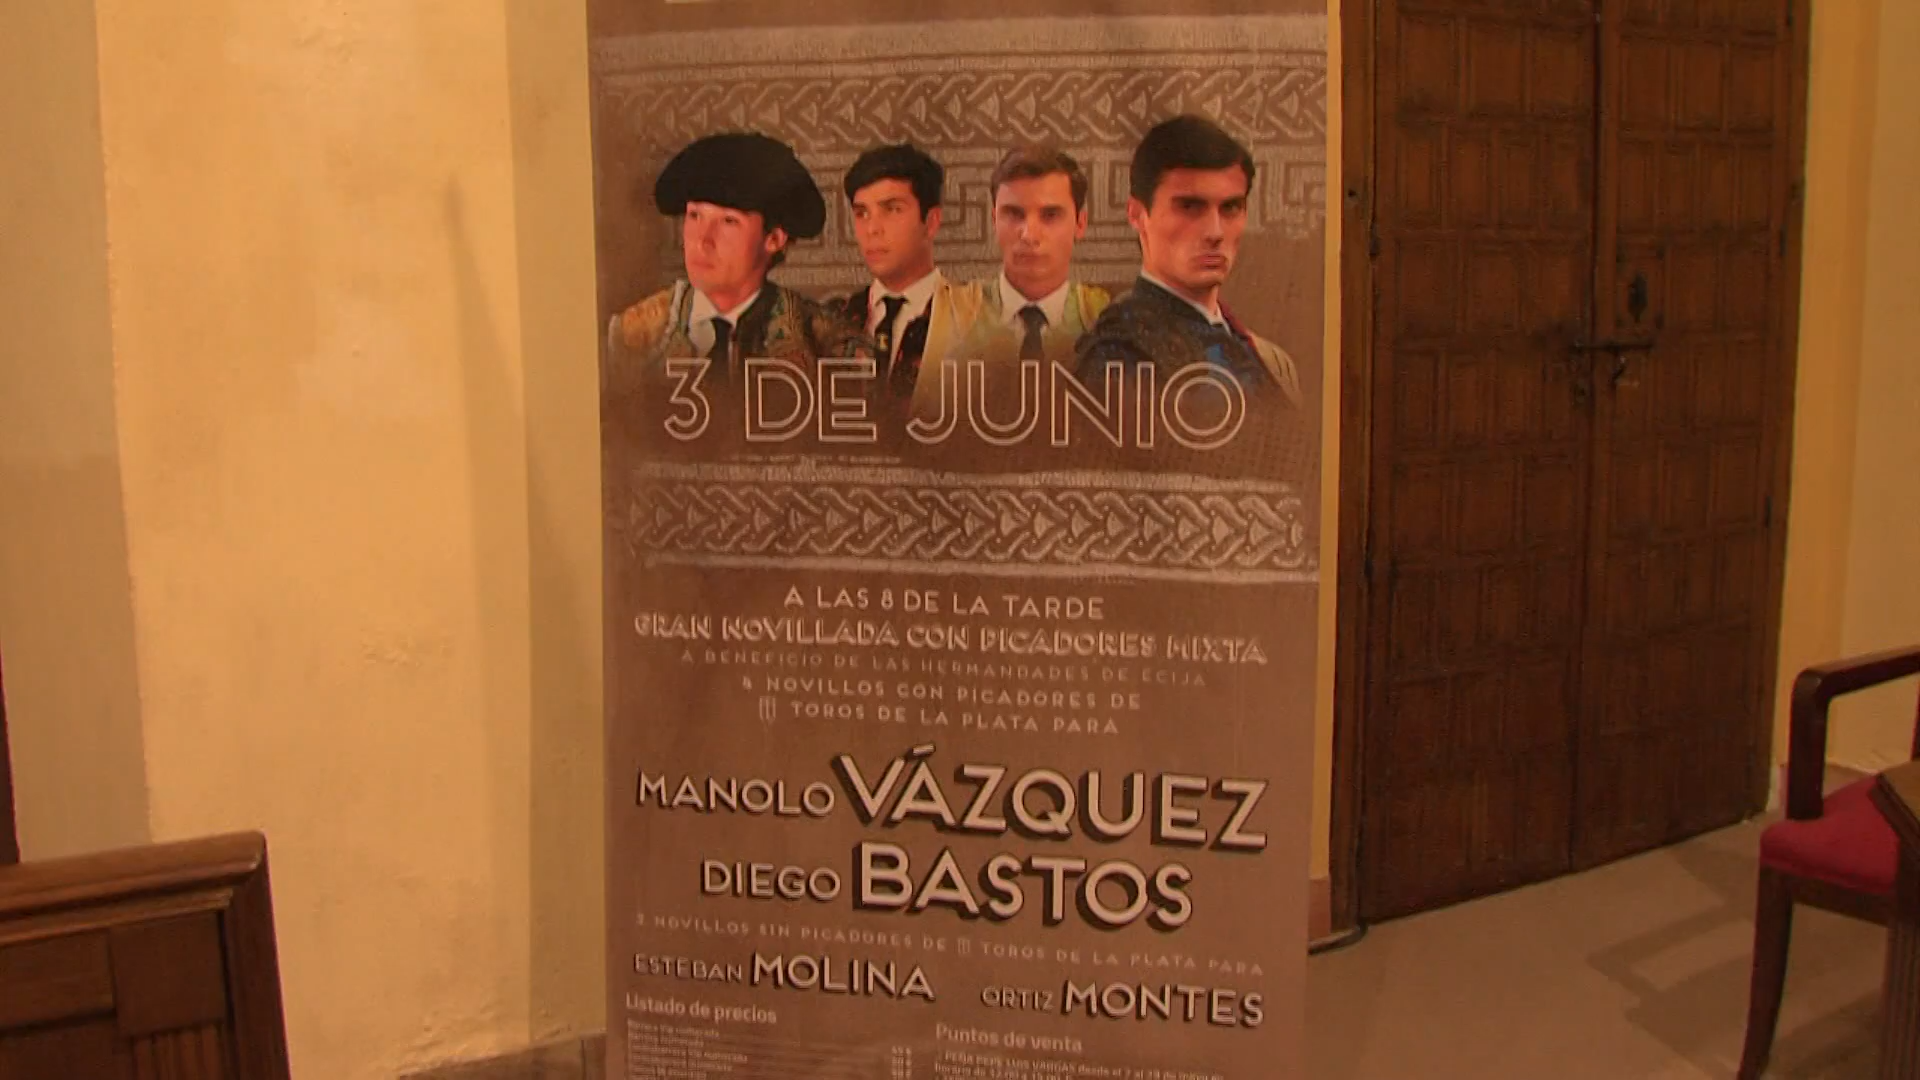 3 DE JUNIO
A LAS 8 DE LA TARDE
GRAN NOVILLADA CON PICADORES MIXTA
A BENEFICIO DE LAS HERMANDADES DE ECIJA
4 NOVILLOS CON PICADORES DE
TOROS DE LA PLATA PARA
MANOLO VÁZQUEZ
DIEGO BASTOS
2 NOVILLOS SIN PICADORES DE TOROS DE LA PLATA PARA
ESTEBAN MOLINA ORTIZ MONTES
Listado de precios
Puntos de venta